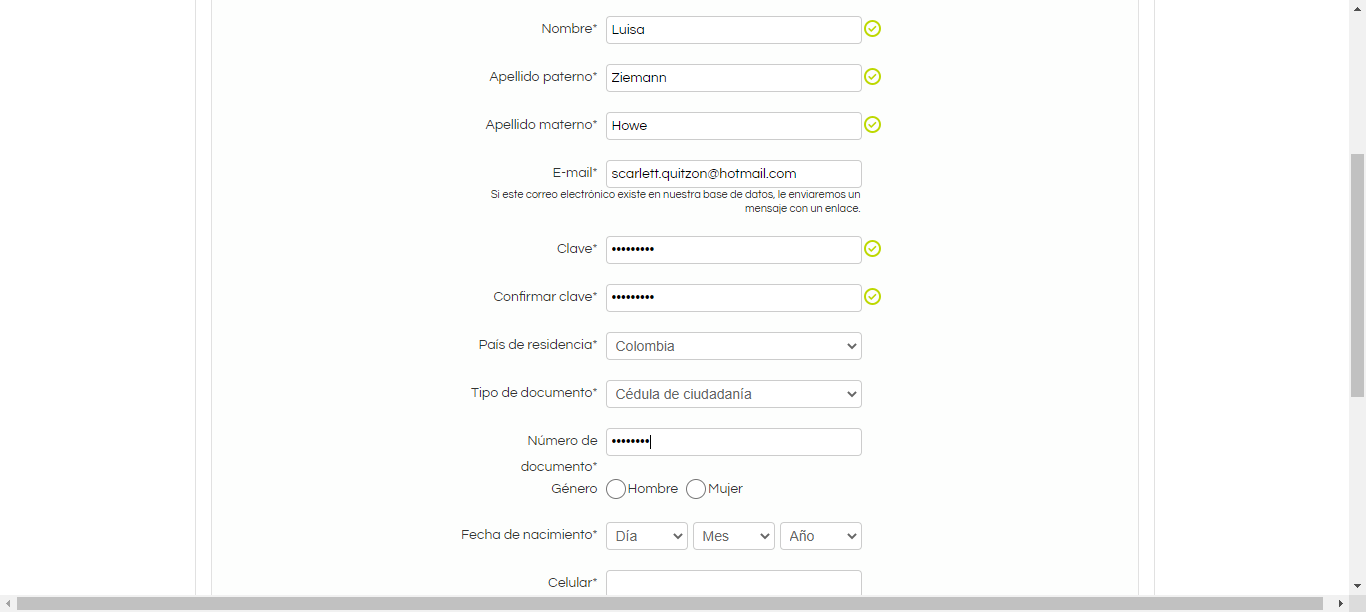 Nombre* Luisa
Apellido paterno* Ziemann
Apellido materno* Howe
E-mail* scarlett.quitzon@hotmail.com
Si este correo electrónico existe en nuestra base de datos, le enviaremos un
mensaje con un enlace.
Clave* •••••••••
Confirmar clave* •••••••••
País de residencia* Colombia
Tipo de documento* Cédula de ciudadanía
Número de ••••••••
documento*
Género Hombre Mujer
Fecha de nacimiento* Día Mes Año
Celular*